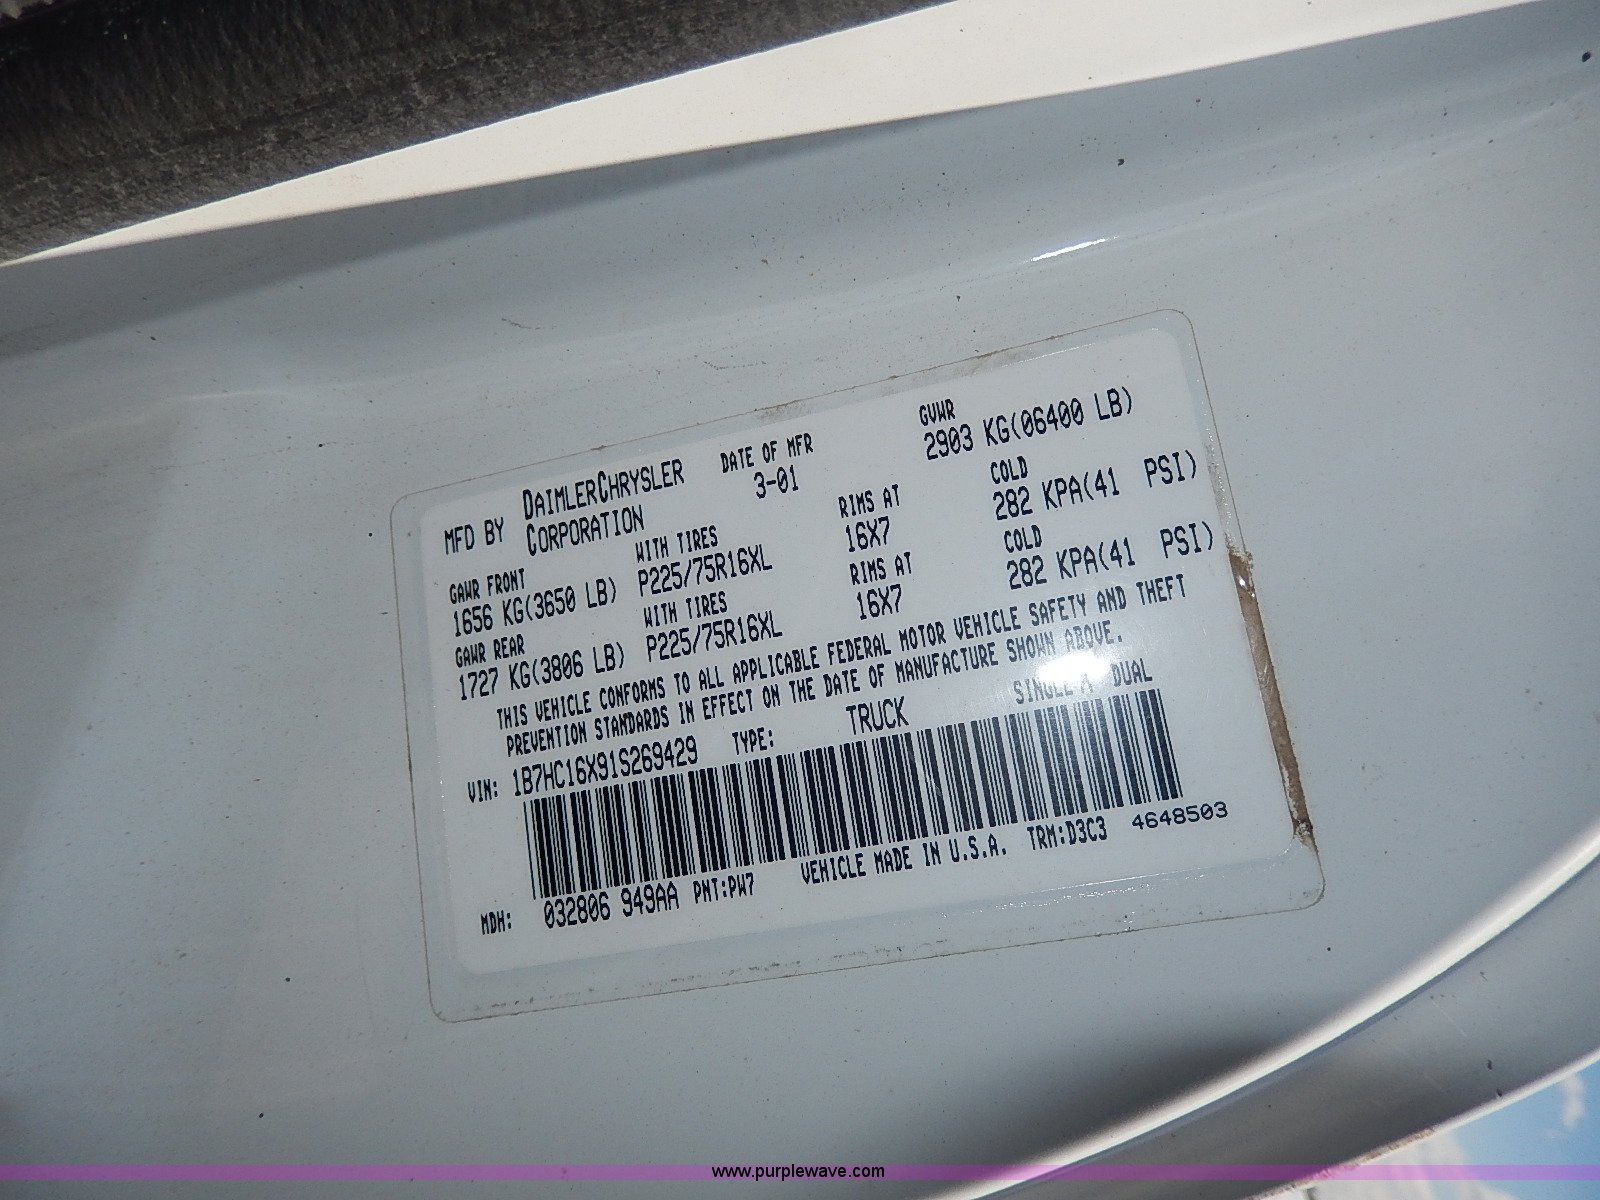 MFD BY DAIMLERCHRYSLER CORPORATION DATE OF MFR 3-01 GVWR 2903 KG(06400 LB)
GAWR FRONT WITH TIRES RIMS AT COLD
1656 KG(3650 LB) P225/75R16XL 16X7 282 KPA(41 PSI)
GAWR REAR WITH TIRES RIMS AT COLD
1727 KG(3806 LB) P225/75R16XL 16X7 282 KPA(41 PSI)
THIS VEHICLE CONFORMS TO ALL APPLICABLE FEDERAL MOTOR VEHICLE SAFETY AND THEFT
PREVENTION STANDARDS IN EFFECT ON THE DATE OF MANUFACTURE SHOWN ABOVE.
VIN: 1B7HC16X91S269429 TYPE: TRUCK SINGLE X DUAL
MDH: 032806 949AA PNT:PW7 VEHICLE MADE IN U.S.A. TRM:D3C3 4648503
www.purplewave.com